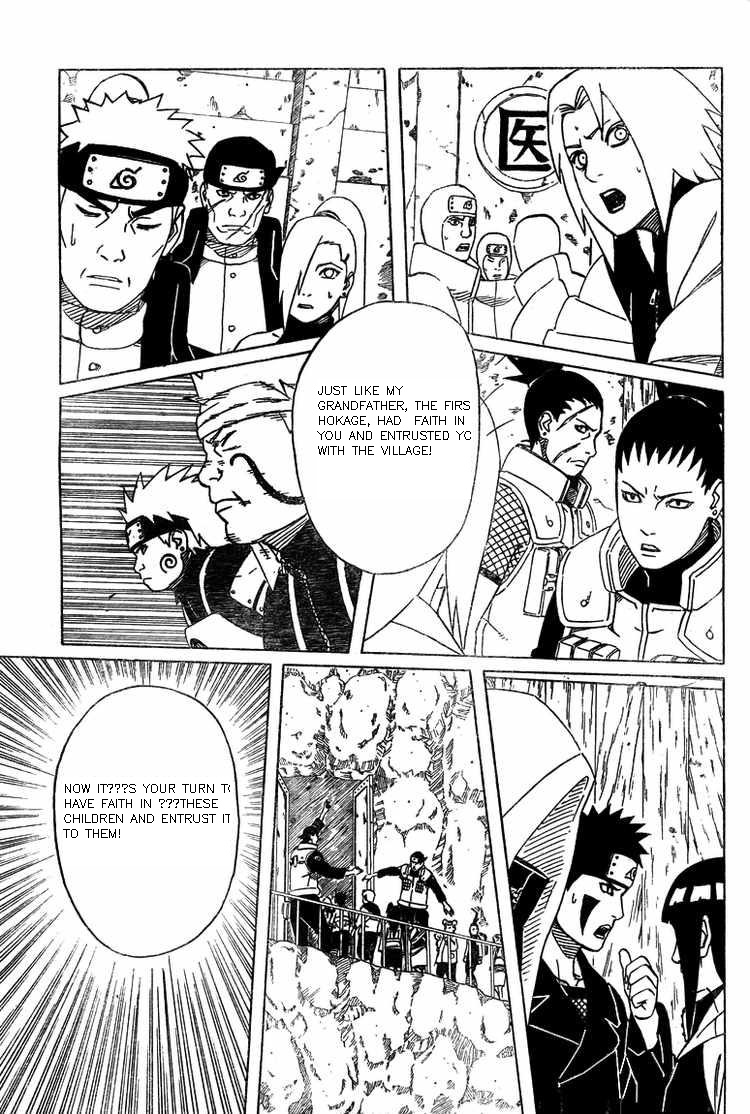 医
JUST LIKE MY
GRANDFATHER, THE FIRS
HOKAGE, HAD FAITH IN
YOU AND ENTRUSTED YC
WITH THE VILLAGE!
NOW IT???S YOUR TURN TO
HAVE FAITH IN ???THESE
CHILDREN AND ENTRUST IT
TO THEM!